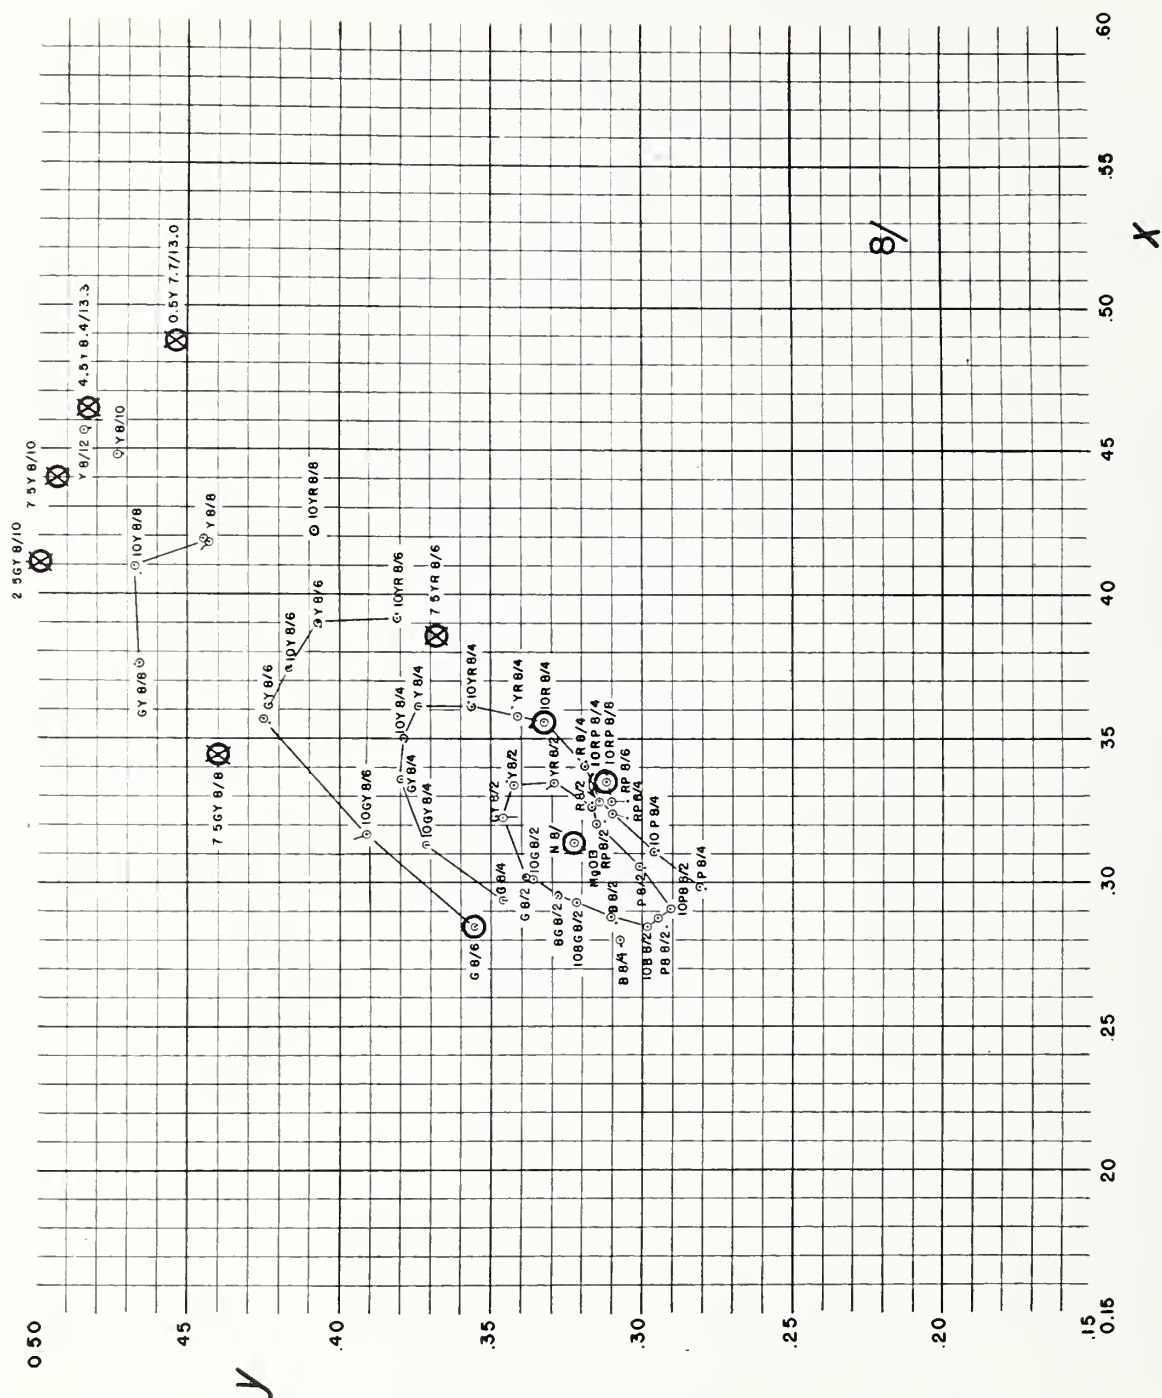 2 5GY 8/10
7 5Y 8/10
4.5Y 8.4/13.3
0.5Y 7.7/13.0
Y 8/12
Y 8/10
10Y 8/8
Y 8/8
GY 8/8
10YR 8/8
7 5GY 8/8
GY 8/6
10Y 8/6
Y 8/6
10YR 8/6
7 5YR 8/6
10GY 8/6
G 8/6
10Y 8/4
Y 8/4
10YR 8/4
YR 8/4
10R 8/4
R 8/4
10RP 8/4
10RP 8/8
RP 8/6
RP 8/4
10 P 8/4
P 8/4
GY 8/4
10GY 8/4
G 8/4
GY 8/2
Y 8/2
YR 8/2
R 8/2
N 8/
MgO
RP 8/2
P 8/2
10PB 8/2
G 8/2
10G 8/2
BG 8/2
10BG 8/2
B 8/2
B 8/4
10B 8/2
PB 8/2
8/
y
0 50
45
.40
.35
.30
.25
.20
.15
x
0.15
.20
25
.30
35
.40
45
.50
.55
.60